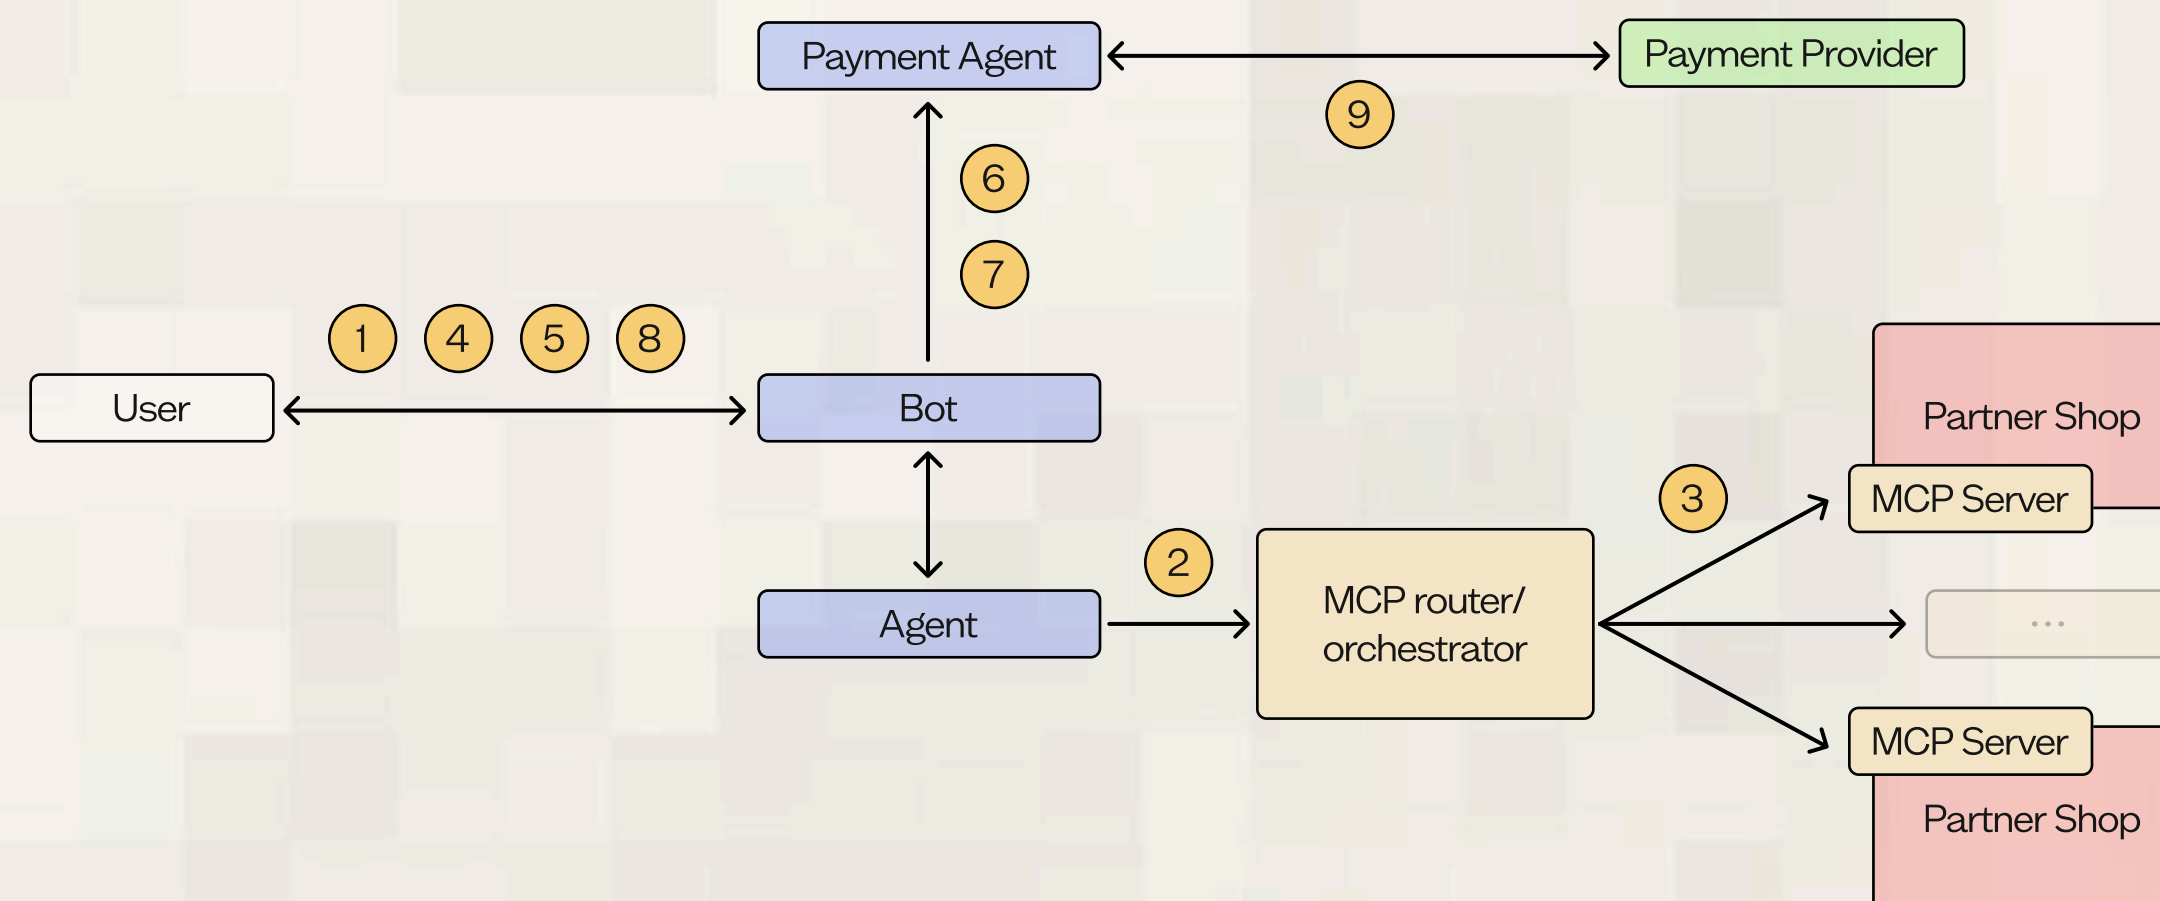 Payment Agent
Payment Provider
9
6
7
1 4 5 8
User
Bot
Partner Shop
3
MCP Server
2
MCP router/
orchestrator
Agent
...
MCP Server
Partner Shop